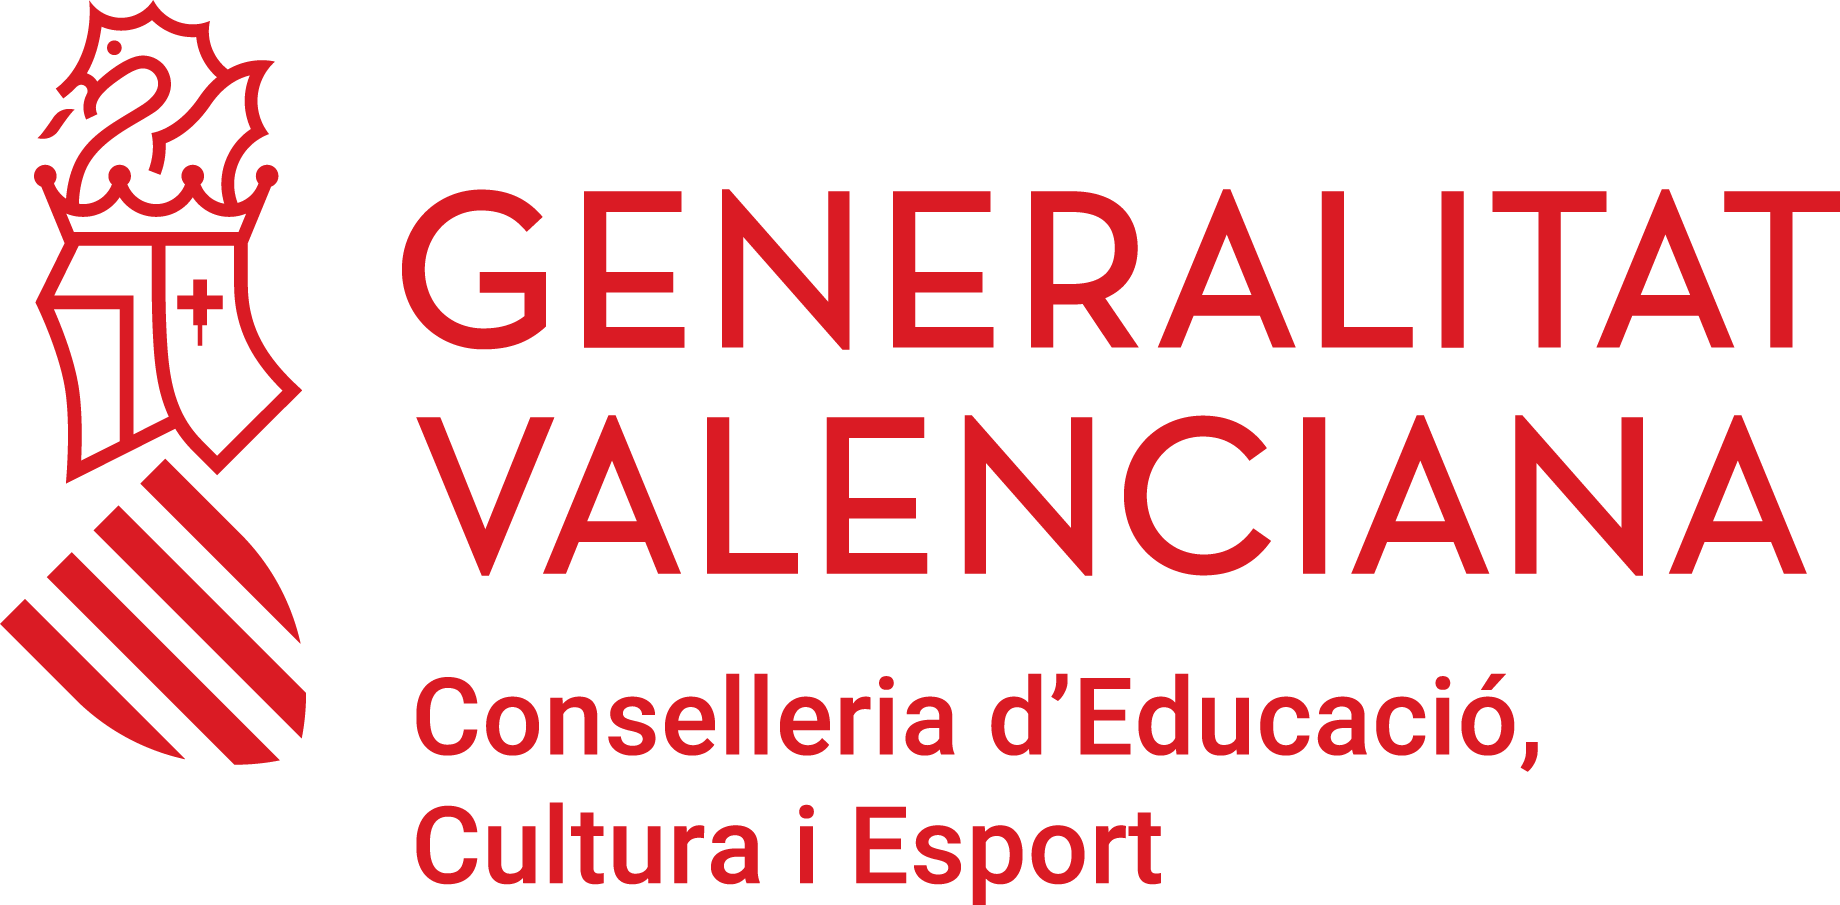 GENERALITAT
VALENCIANA
Conselleria d’Educació,
Cultura i Esport